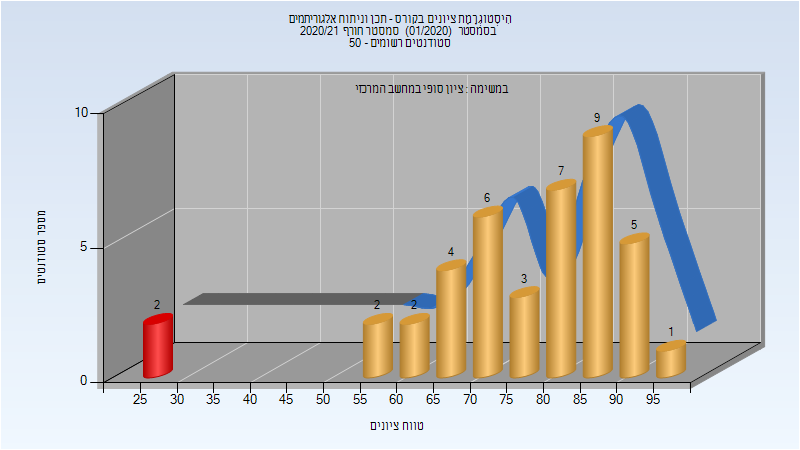 היסטוגרמת ציונים בקורס - תכן וניתוח אלגוריתמים
בסמסטר (01/2020) סמסטר חורף 2020/21
סטודנטים רשומים - 50
במשימה : ציון סופי במחשב המרכזי
מספר סטודנטים
10
5
0
2
2
2
4
6
3
7
9
5
1
25 30 35 40 45 50 55 60 65 70 75 80 85 90 95
טווח ציונים